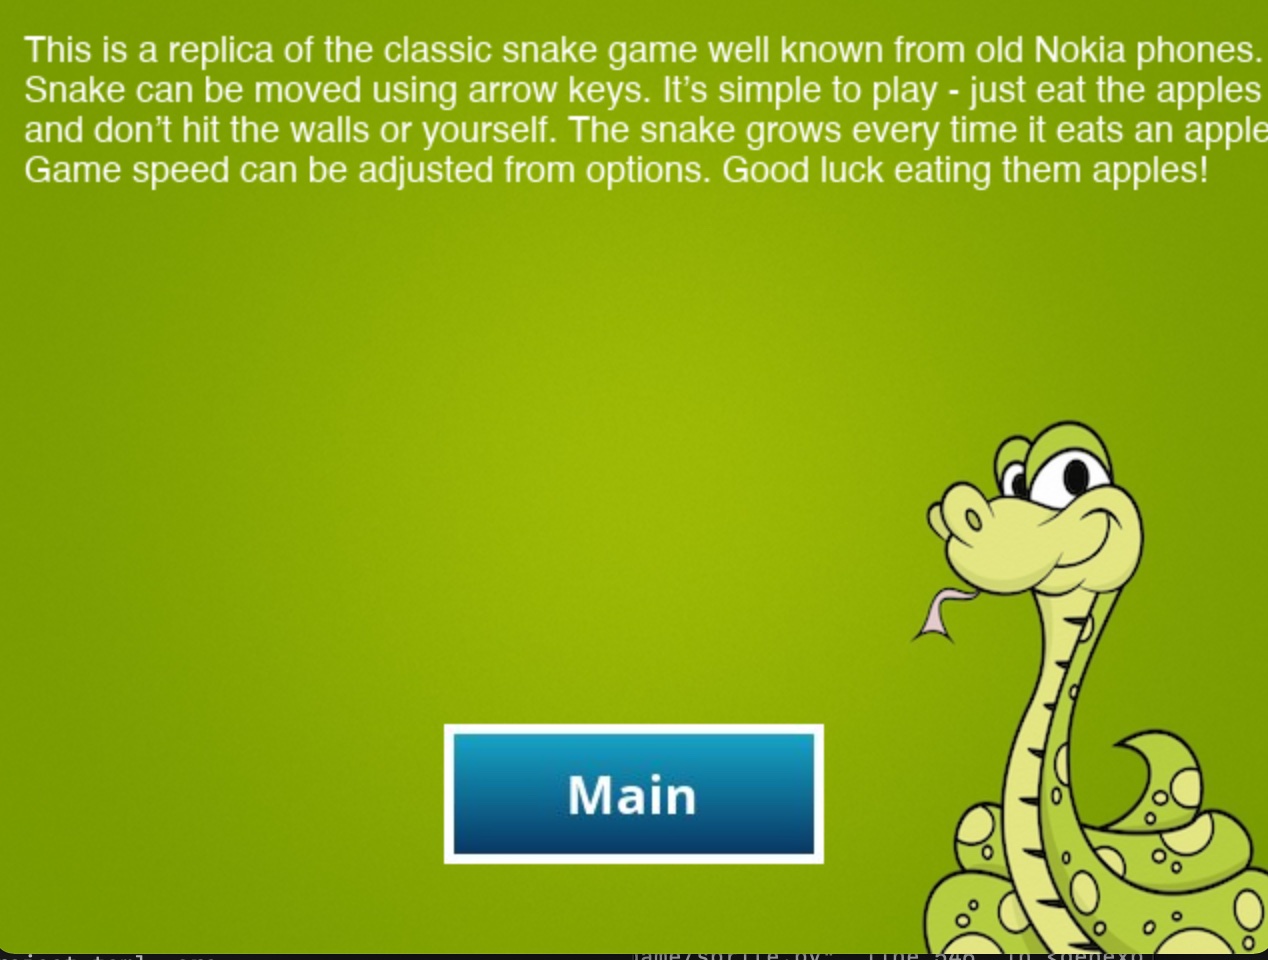 This is a replica of the classic snake game well known from old Nokia phones.
Snake can be moved using arrow keys. It’s simple to play - just eat the apples
and don’t hit the walls or yourself. The snake grows every time it eats an apple
Game speed can be adjusted from options. Good luck eating them apples!
Main